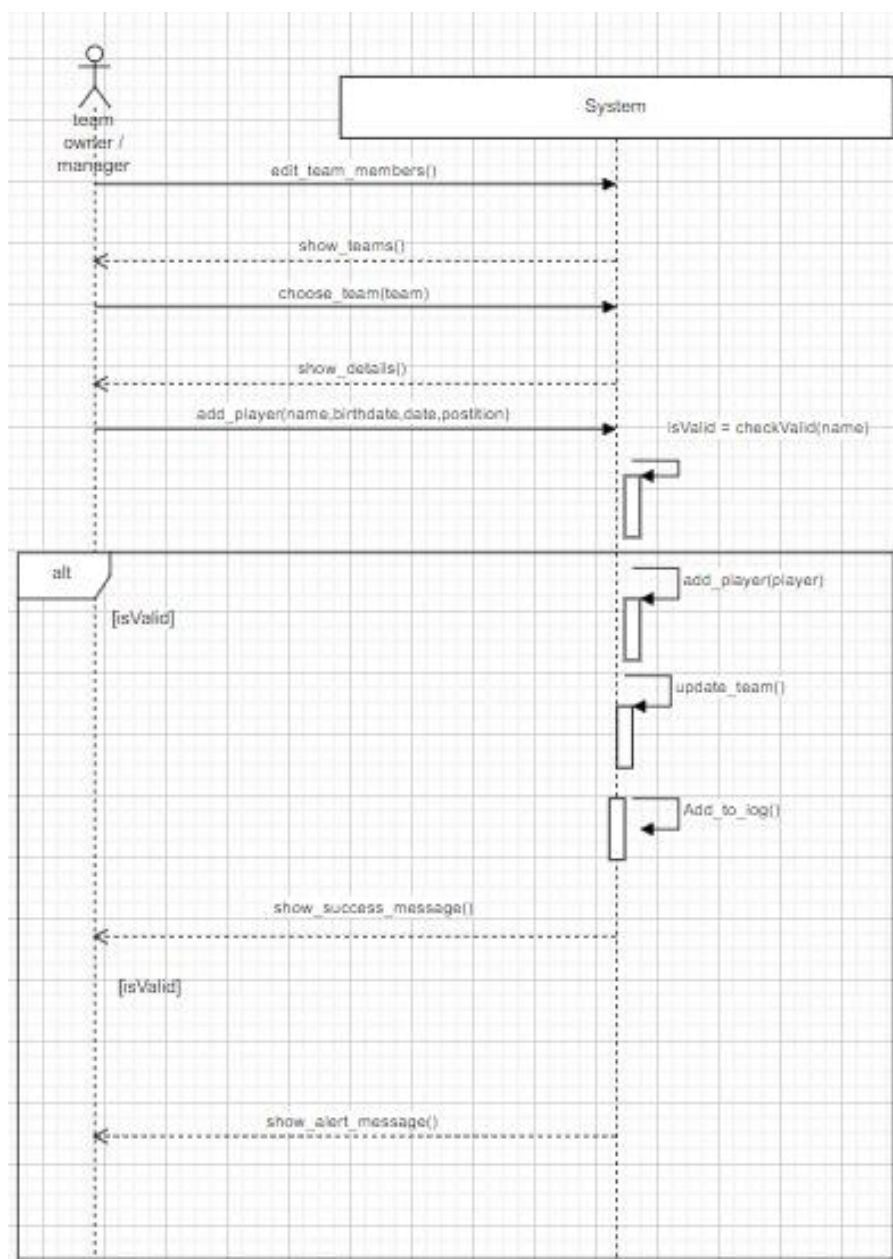 System
team
owner /
manager
edit_team_members()
show_teams()
choose_team(team)
show_details()
add_player(name,birthdate,date,postition)
isValid = checkValid(name)
alt
add_player(player)
[isValid]
update_team()
Add_to_log()
show_success_message()
[isValid]
show_alert_message()